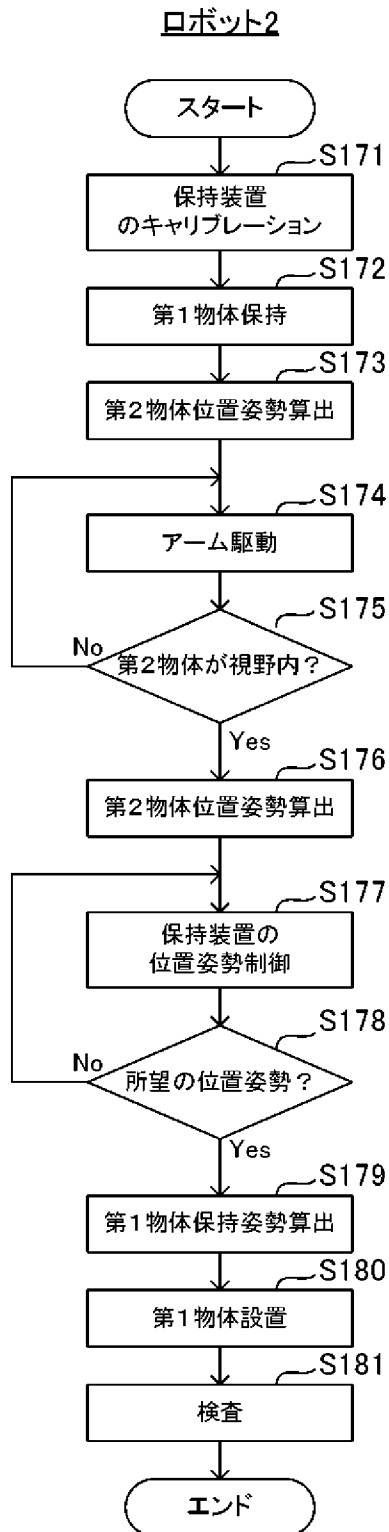 ロボット2
スタート
S171
保持装置
のキャリブレーション
S172
第1物体保持
S173
第2物体位置姿勢算出
S174
アーム駆動
S175
第2物体が視野内？
No
Yes
S176
第2物体位置姿勢算出
S177
保持装置の
位置姿勢制御
S178
所望の位置姿勢？
No
Yes
S179
第1物体保持姿勢算出
S180
第1物体設置
S181
検査
エンド